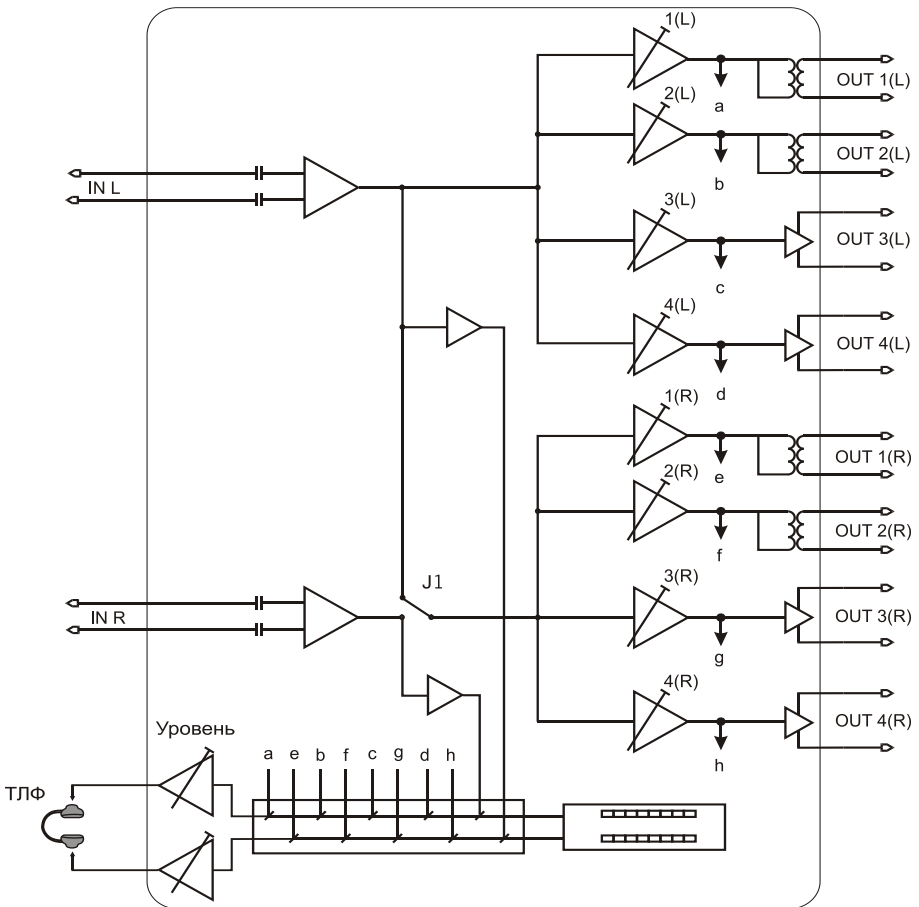 1(L)
OUT 1(L)
a
2(L)
OUT 2(L)
b
IN L
3(L)
OUT 3(L)
c
4(L)
OUT 4(L)
d
1(R)
OUT 1(R)
e
2(R)
OUT 2(R)
f
J1
3(R)
IN R
OUT 3(R)
g
4(R)
OUT 4(R)
h
Уровень
a e b f c g d h
ТЛФ